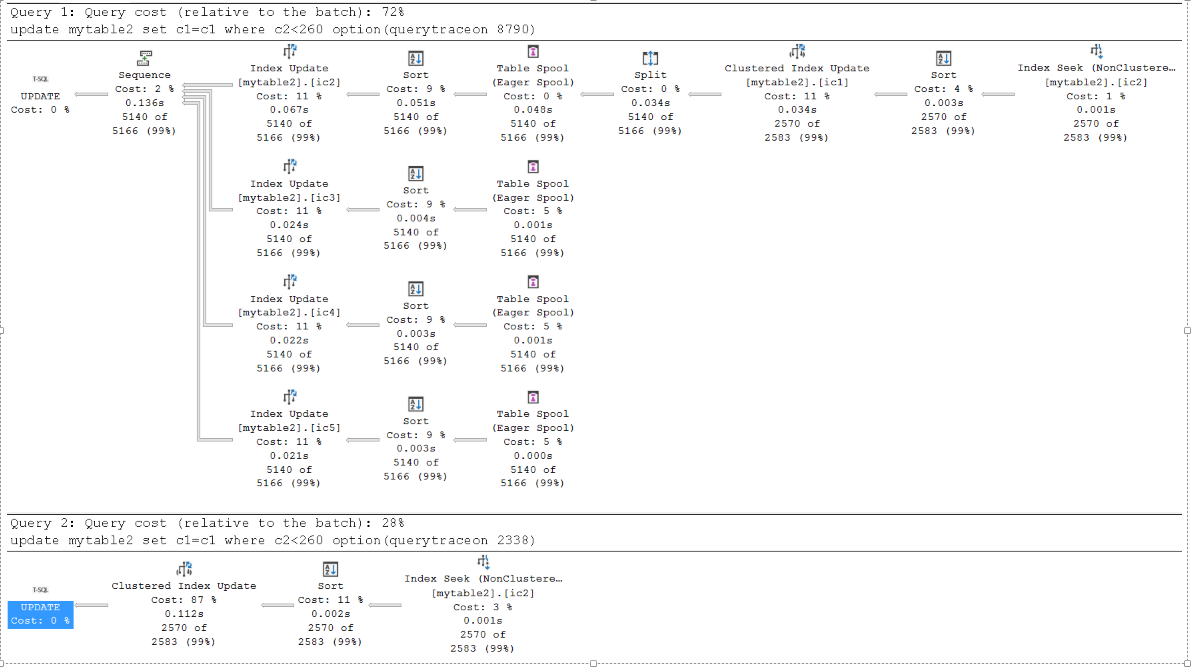 Query 1: Query cost (relative to the batch): 72%
update mytable2 set c1=c1 where c2<260 option(querytraceon 8790)
T-SQL
UPDATE
Cost: 0 %
Sequence
Cost: 2 %
0.136s
5140 of
5166 (99%)
Index Update
[mytable2].[ic2]
Cost: 11 %
0.067s
5140 of
5166 (99%)
Sort
Cost: 9 %
0.051s
5140 of
5166 (99%)
Table Spool
(Eager Spool)
Cost: 0 %
0.048s
5140 of
5166 (99%)
Split
Cost: 0 %
0.034s
5140 of
5166 (99%)
Clustered Index Update
[mytable2].[ic1]
Cost: 11 %
0.034s
2570 of
2583 (99%)
Sort
Cost: 4 %
0.003s
2570 of
2583 (99%)
Index Seek (NonClustere…
[mytable2].[ic2]
Cost: 1 %
0.001s
2570 of
2583 (99%)
Index Update
[mytable2].[ic3]
Cost: 11 %
0.024s
5140 of
5166 (99%)
Sort
Cost: 9 %
0.004s
5140 of
5166 (99%)
Table Spool
(Eager Spool)
Cost: 5 %
0.001s
5140 of
5166 (99%)
Index Update
[mytable2].[ic4]
Cost: 11 %
0.022s
5140 of
5166 (99%)
Sort
Cost: 9 %
0.003s
5140 of
5166 (99%)
Table Spool
(Eager Spool)
Cost: 5 %
0.001s
5140 of
5166 (99%)
Index Update
[mytable2].[ic5]
Cost: 11 %
0.021s
5140 of
5166 (99%)
Sort
Cost: 9 %
0.003s
5140 of
5166 (99%)
Table Spool
(Eager Spool)
Cost: 5 %
0.000s
5140 of
5166 (99%)
Query 2: Query cost (relative to the batch): 28%
update mytable2 set c1=c1 where c2<260 option(querytraceon 2338)
T-SQL
UPDATE
Cost: 0 %
Clustered Index Update
Cost: 87 %
0.112s
2570 of
2583 (99%)
Sort
Cost: 11 %
0.002s
2570 of
2583 (99%)
Index Seek (NonClustere…
[mytable2].[ic2]
Cost: 3 %
0.001s
2570 of
2583 (99%)